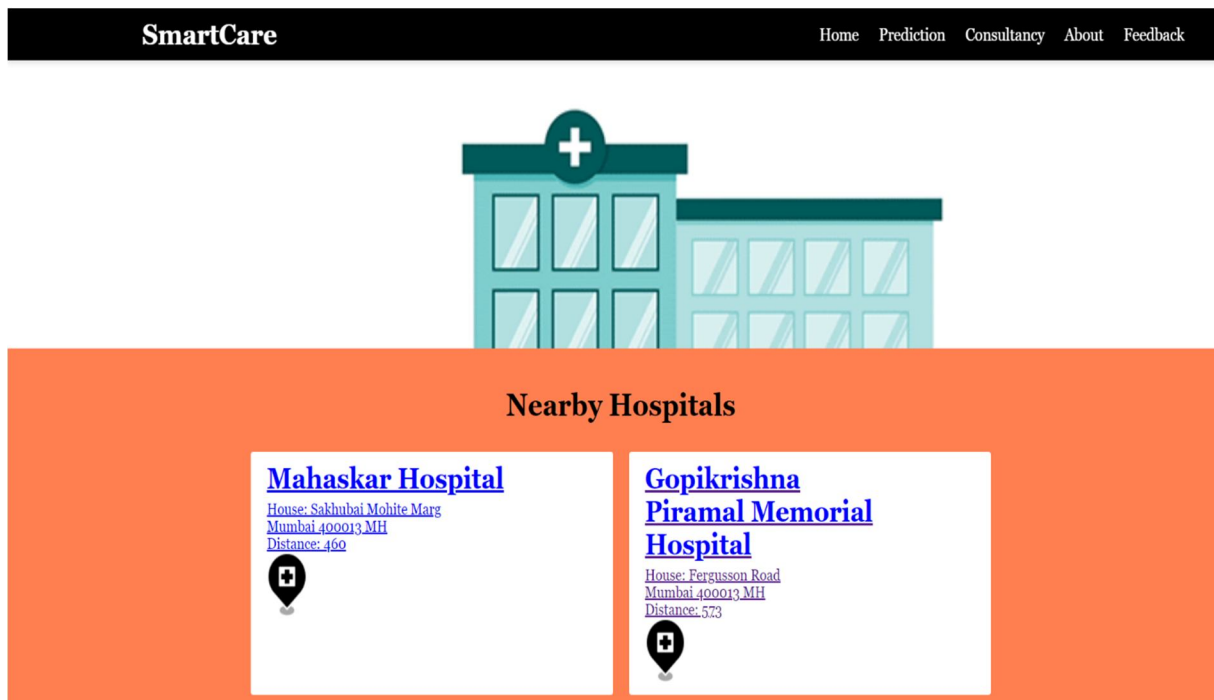 SmartCare
Home Prediction Consultancy About Feedback
Nearby Hospitals
Mahaskar Hospital
House: Sakhubai Mohite Marg
Mumbai 400013 MH
Distance: 460
Gopikrishna
Piramal Memorial
Hospital
House: Fergusson Road
Mumbai 400013 MH
Distance: 573